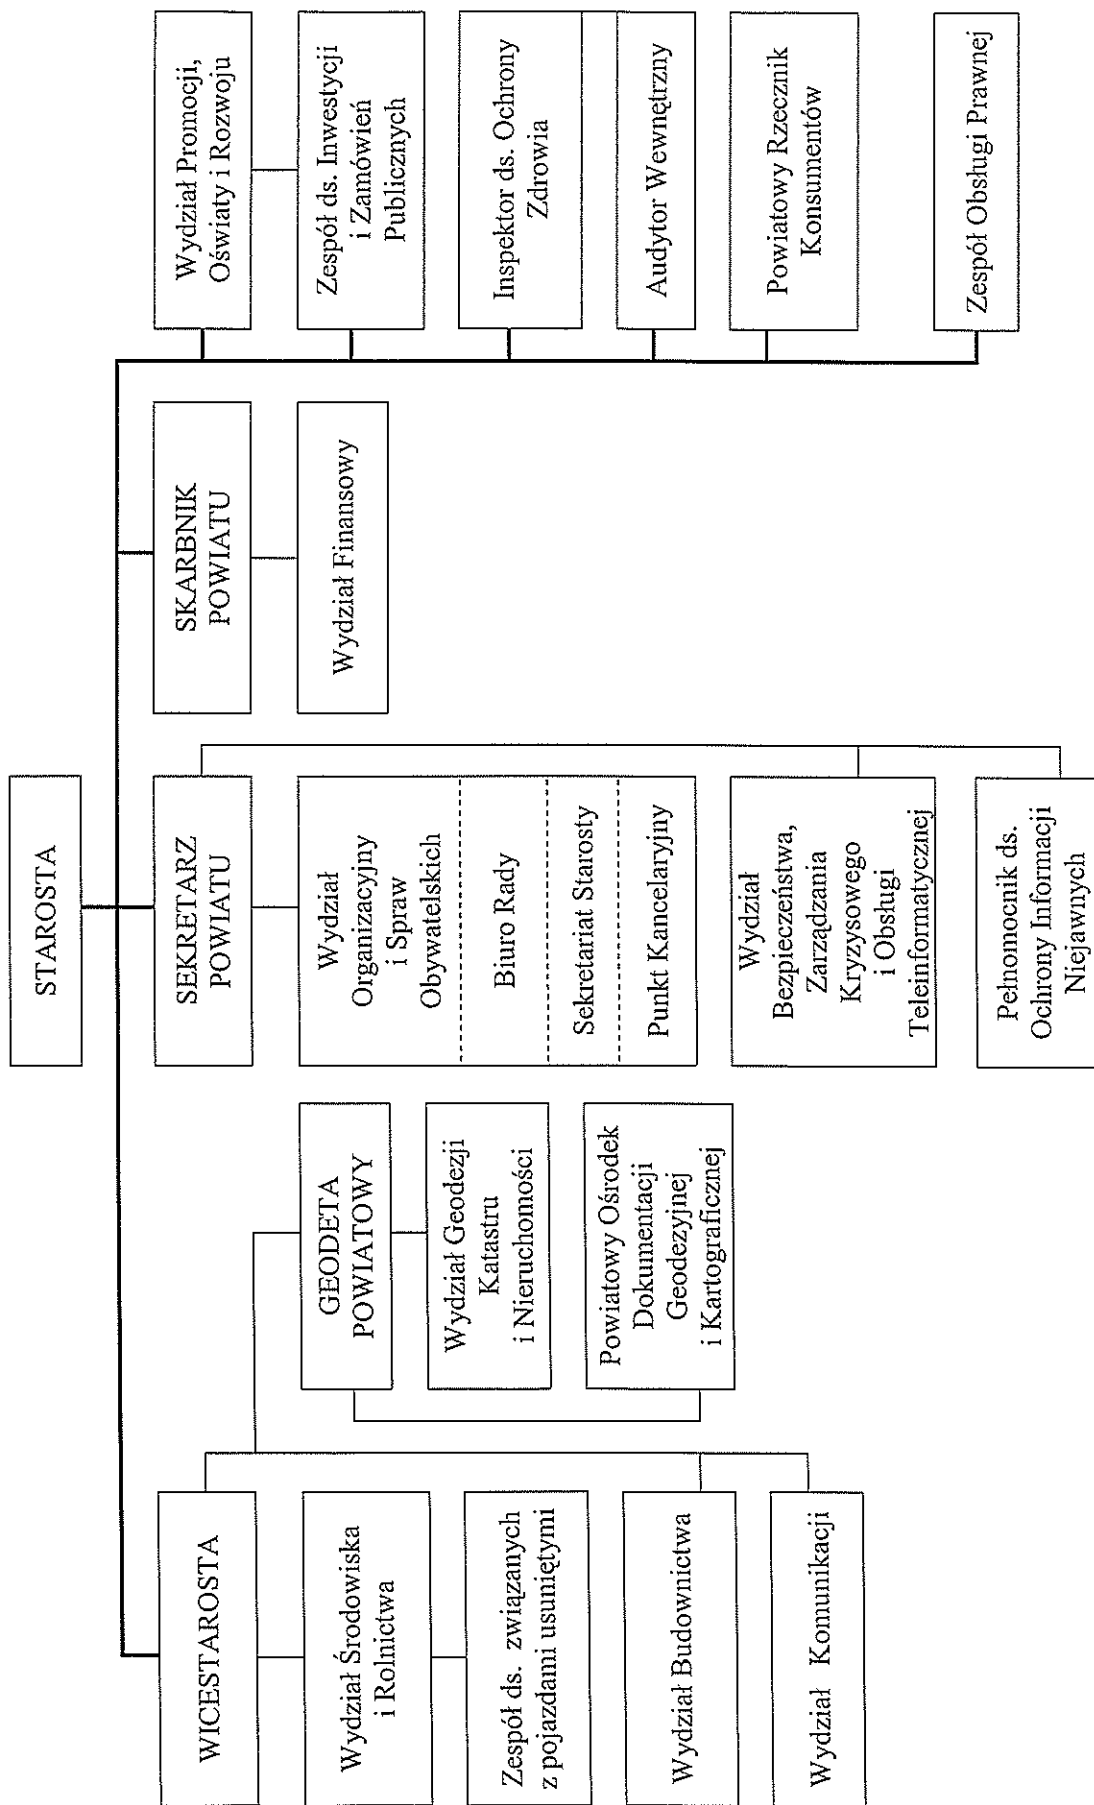 STAROSTA
WICESTAROSTA
Wydział Środowiska
i Rolnictwa
Zespół ds. związanych
z pojazdami usuniętymi
Wydział Budownictwa
Wydział Komunikacji
GEODETA
POWIATOWY
Wydział Geodezji
Katastru
i Nieruchomości
Powiatowy Ośrodek
Dokumentacji
Geodezyjnej
i Kartograficznej
SEKRETARZ
POWIATU
Wydział
Organizacyjny
i Spraw
Obywatelskich
Biuro Rady
Sekretariat Starosty
Punkt Kancelaryjny
Wydział
Bezpieczeństwa,
Zarządzania
Kryzysowego
i Obsługi
Teleinformatycznej
Pełnomocnik ds.
Ochrony Informacji
Niejawnych
SKARBNIK
POWIATU
Wydział Finansowy
Wydział Promocji,
Oświaty i Rozwoju
Zespół ds. Inwestycji
i Zamówień
Publicznych
Inspektor ds. Ochrony
Zdrowia
Audytor Wewnętrzny
Powiatowy Rzecznik
Konsumentów
Zespół Obsługi Prawnej